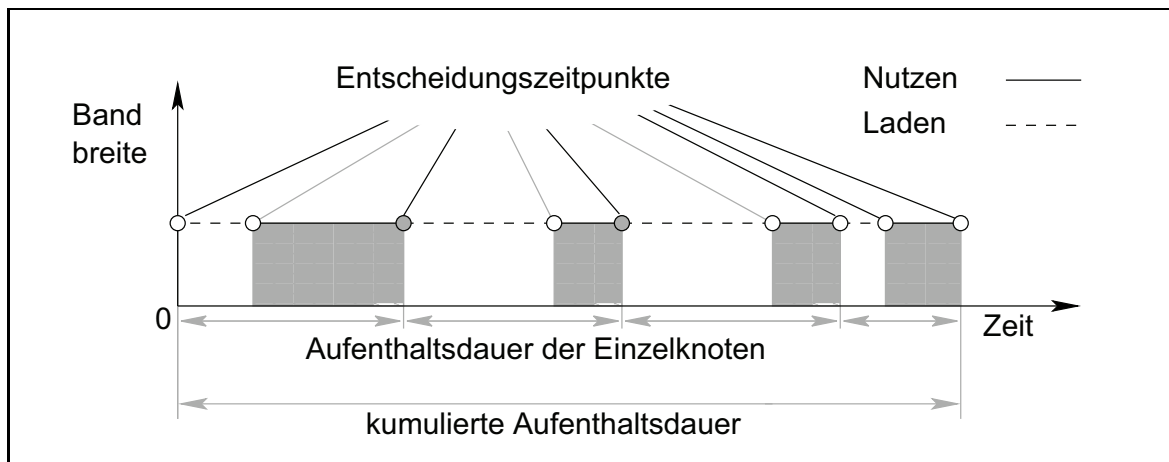 Entscheidungszeitpunkte
Nutzen
Laden
Band
breite
0
Zeit
Aufenthaltsdauer der Einzelknoten
kumulierte Aufenthaltsdauer